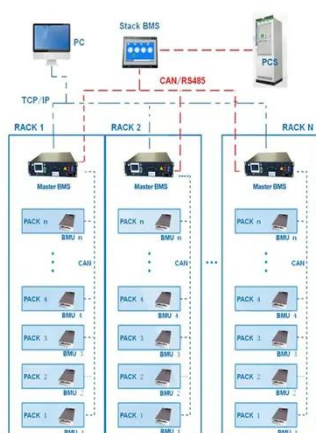 PC
Stack BMS
PCS
CAN/RS485
TCP/IP
RACK 1
RACK 2
RACK N
Master BMS
Master BMS
Master BMS
PACK n
BMU n
PACK n
BMU n
PACK n
BMU n
CAN
CAN
CAN
...
PACK 4
BMU 4
PACK 4
BMU 4
PACK 4
BMU 4
PACK 3
BMU 3
PACK 3
BMU 3
PACK 3
BMU 3
PACK 2
BMU 2
PACK 2
BMU 2
PACK 2
BMU 2
PACK 1
PACK 1
PACK 1